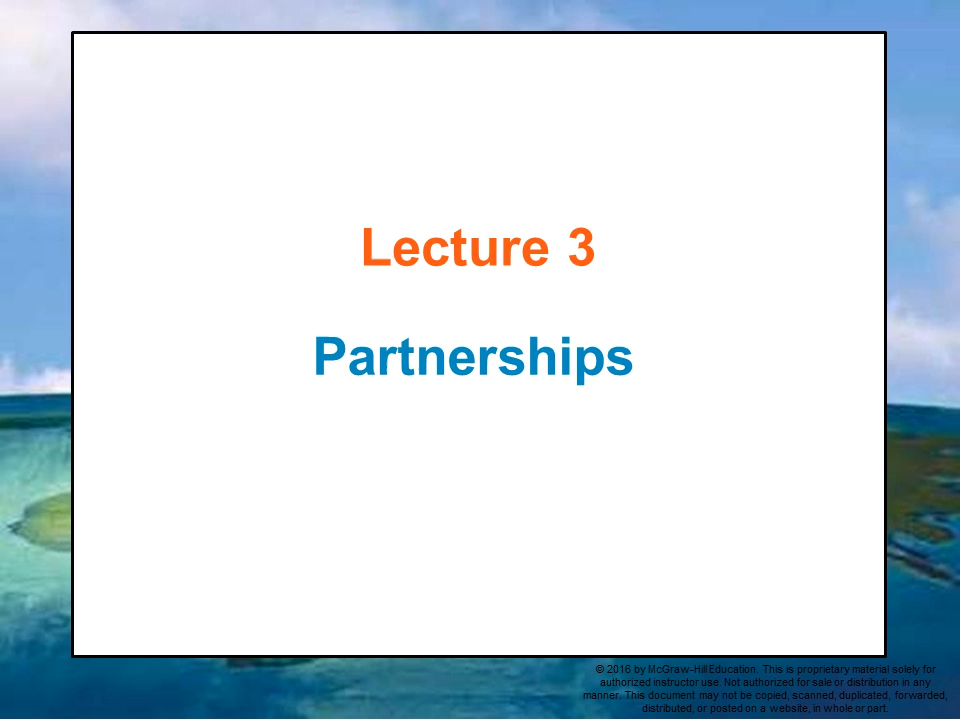 Lecture 3
Partnerships
© 2016 by McGraw-Hill Education. This is proprietary material solely for
authorized instructor use. Not authorized for sale or distribution in any
manner. This document may not be copied, scanned, duplicated, forwarded,
distributed, or posted on a website, in whole or part.